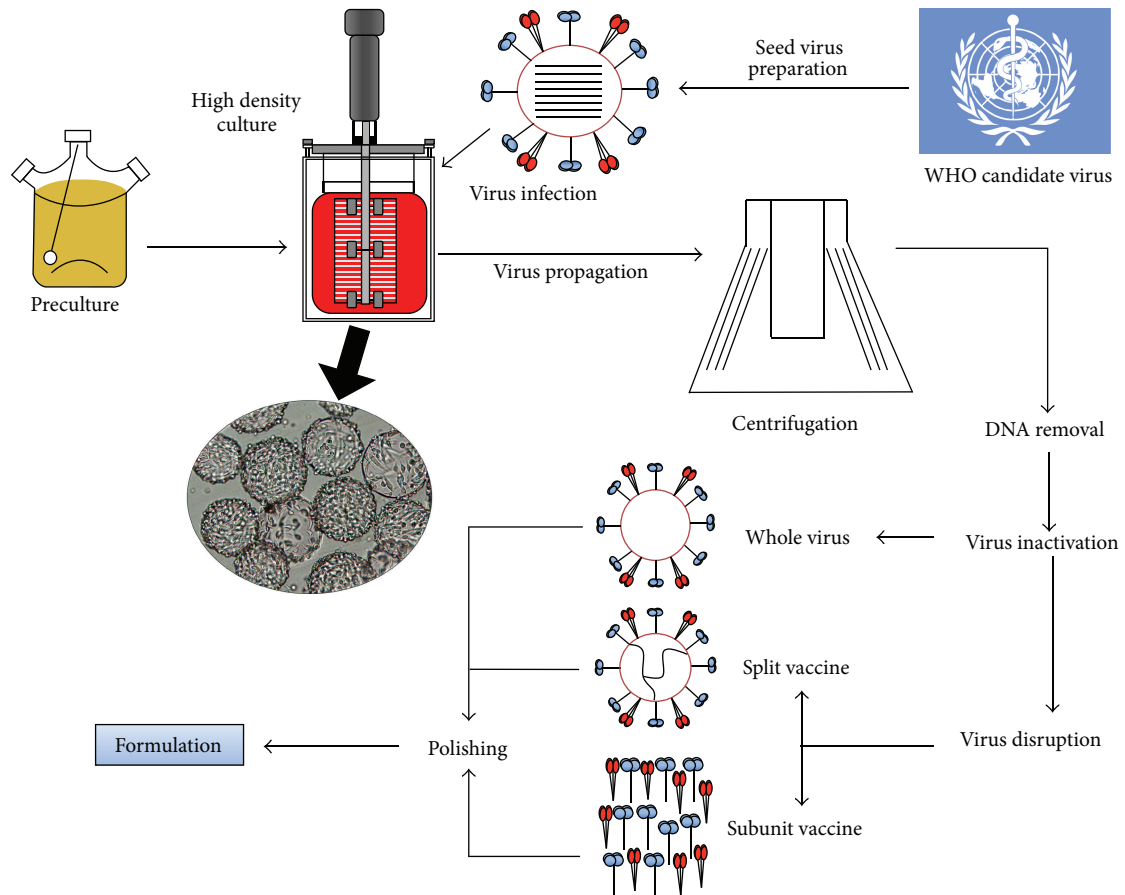 Seed virus
preparation
High density
culture
WHO candidate virus
Virus infection
Virus propagation
Preculture
Centrifugation
DNA removal
Whole virus
Virus inactivation
Split vaccine
Formulation
Polishing
Virus disruption
Subunit vaccine